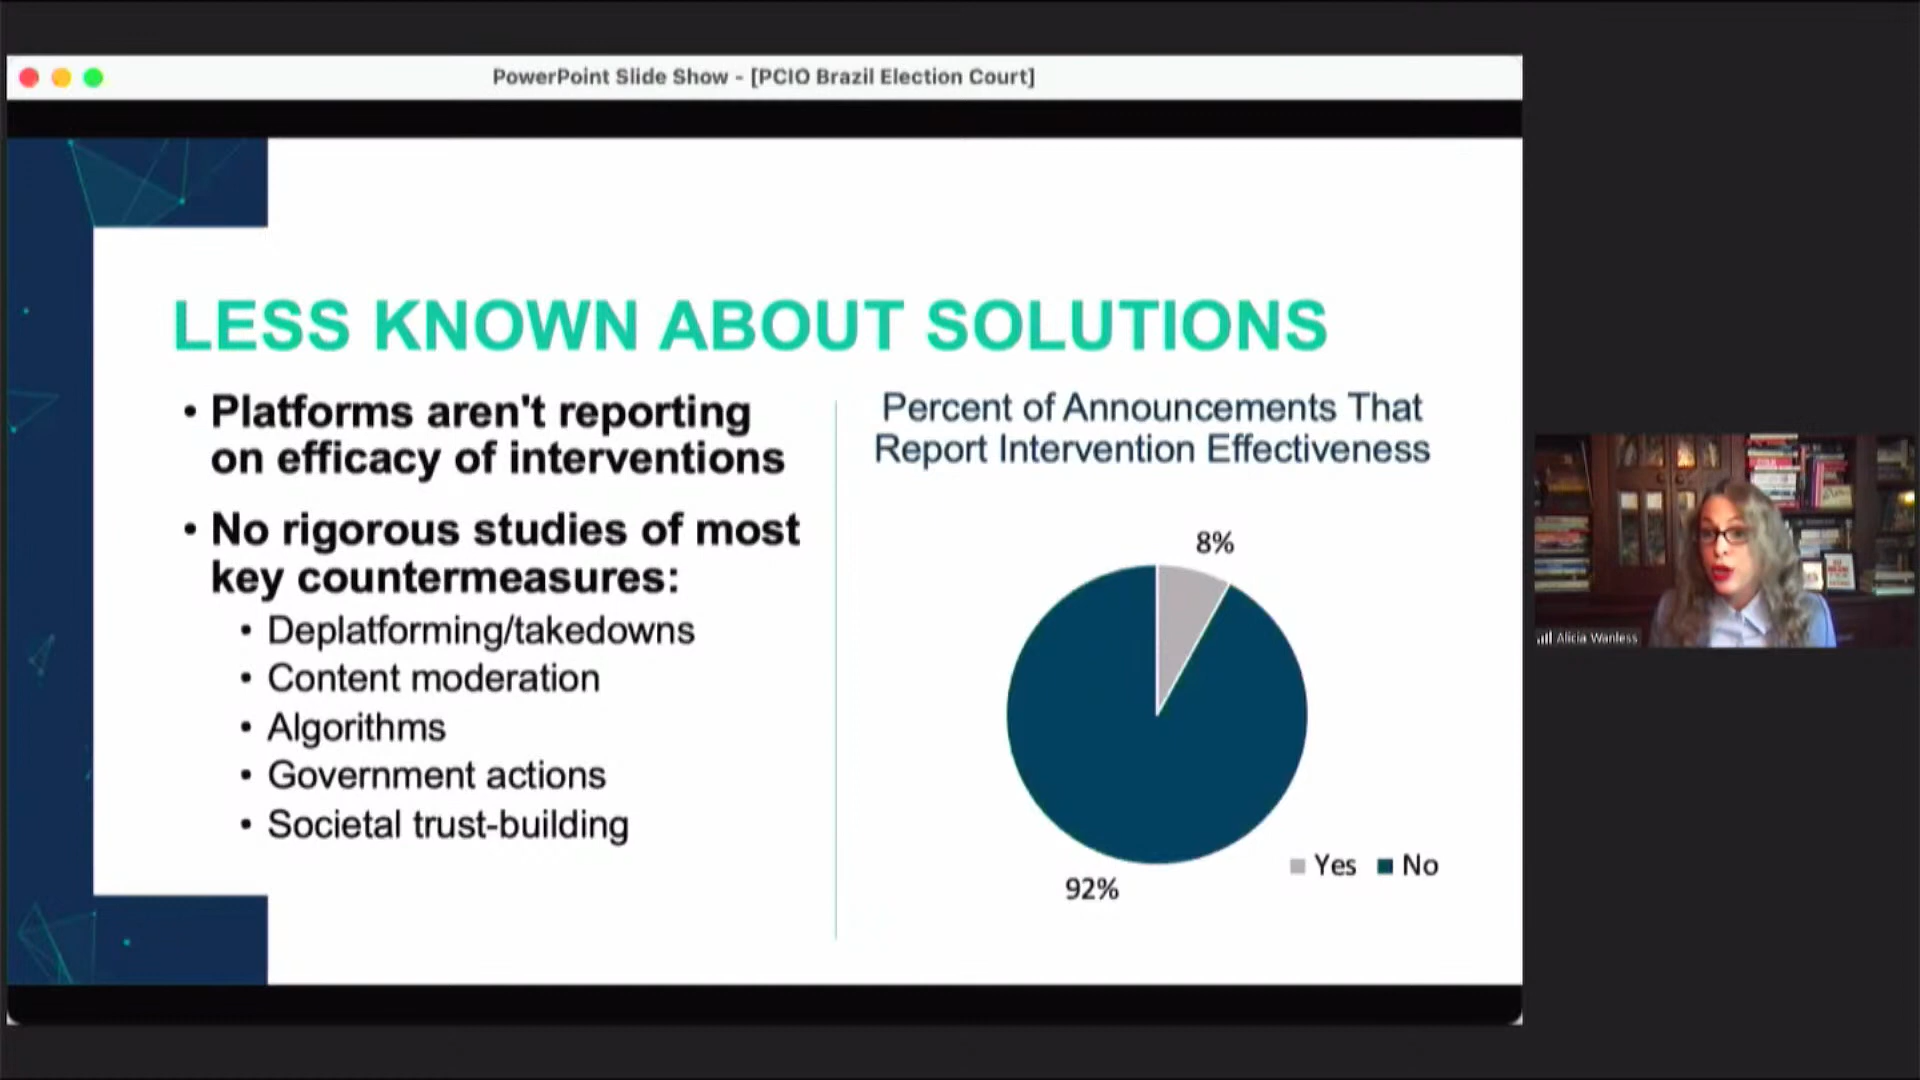 PowerPoint Slide Show - [PCIO Brazil Election Court]
LESS KNOWN ABOUT SOLUTIONS
• Platforms aren't reporting
on efficacy of interventions
• No rigorous studies of most
key countermeasures:
• Deplatforming/takedowns
• Content moderation
• Algorithms
• Government actions
• Societal trust-building
Percent of Announcements That
Report Intervention Effectiveness
8%
92%
Yes No
Alicia Wanless